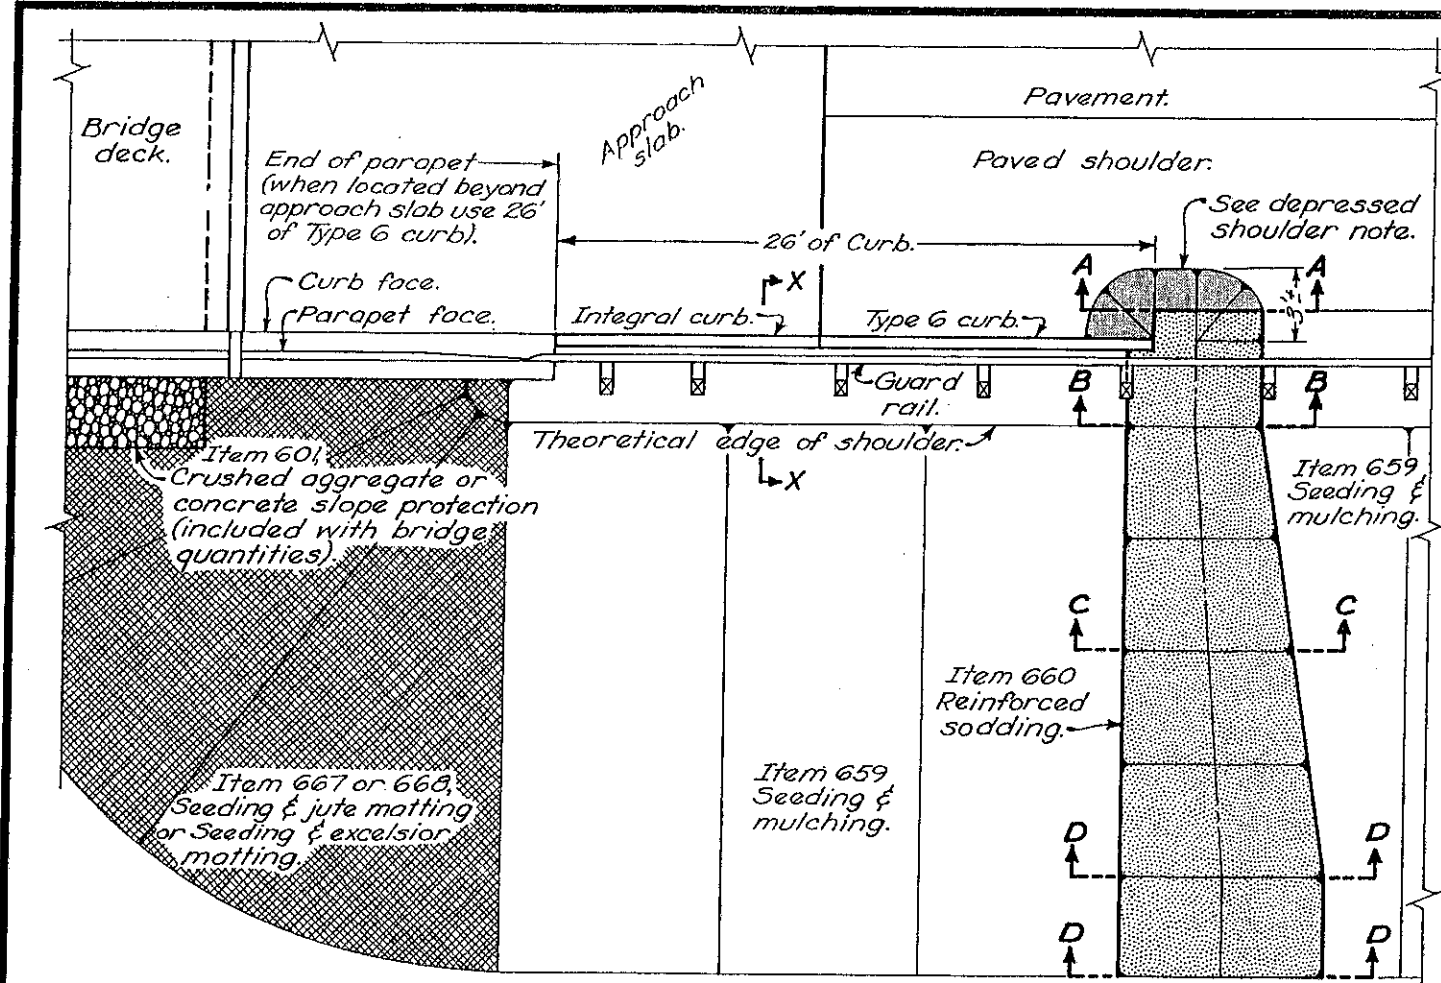 Bridge
deck.
Approach
slab.
Pavement.
Paved shoulder.
End of parapet
(when located beyond
approach slab use 26'
of Type 6 curb).
26' of Curb.
See depressed
shoulder note.
Curb face.
Parapet face.
X
Integral curb.
Type 6 curb.
A
A
3'-4"
Guard
rail.
B
B
Theoretical edge of shoulder.
X
Item 601,
Crushed aggregate or
concrete slope protection
(included with bridge
quantities).
Item 659,
Seeding &
mulching.
C
C
Item 660
Reinforced
sodding.
Item 667 or 668,
Seeding & jute matting
or Seeding & excelsior
matting.
Item 659,
Seeding &
mulching.
D
D
D
D